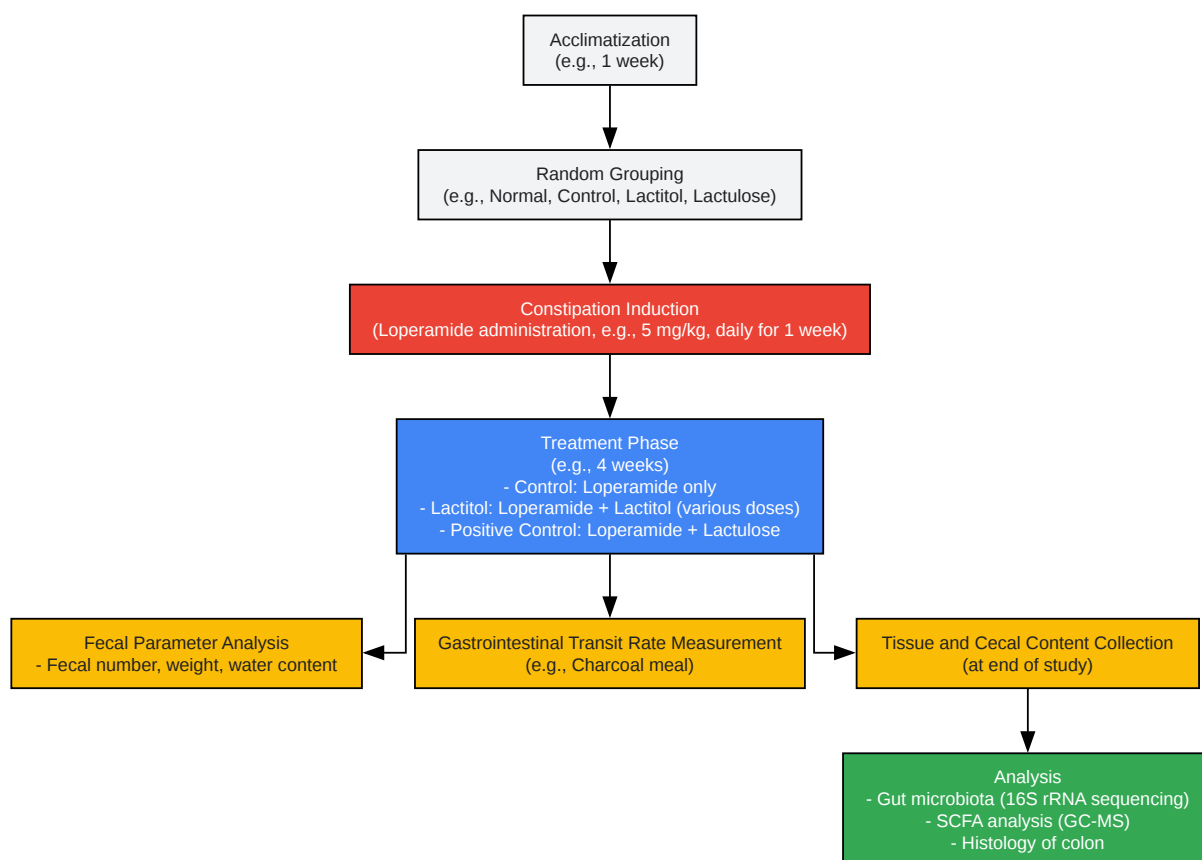 Acclimatization
(e.g., 1 week)
Random Grouping
(e.g., Normal, Control, Lactitol, Lactulose)
Constipation Induction
(Loperamide administration, e.g., 5 mg/kg, daily for 1 week)
Treatment Phase
(e.g., 4 weeks)
- Control: Loperamide only
- Lactitol: Loperamide + Lactitol (various doses)
- Positive Control: Loperamide + Lactulose
Fecal Parameter Analysis
- Fecal number, weight, water content
Gastrointestinal Transit Rate Measurement
(e.g., Charcoal meal)
Tissue and Cecal Content Collection
(at end of study)
Analysis
- Gut microbiota (16S rRNA sequencing)
- SCFA analysis (GC-MS)
- Histology of colon